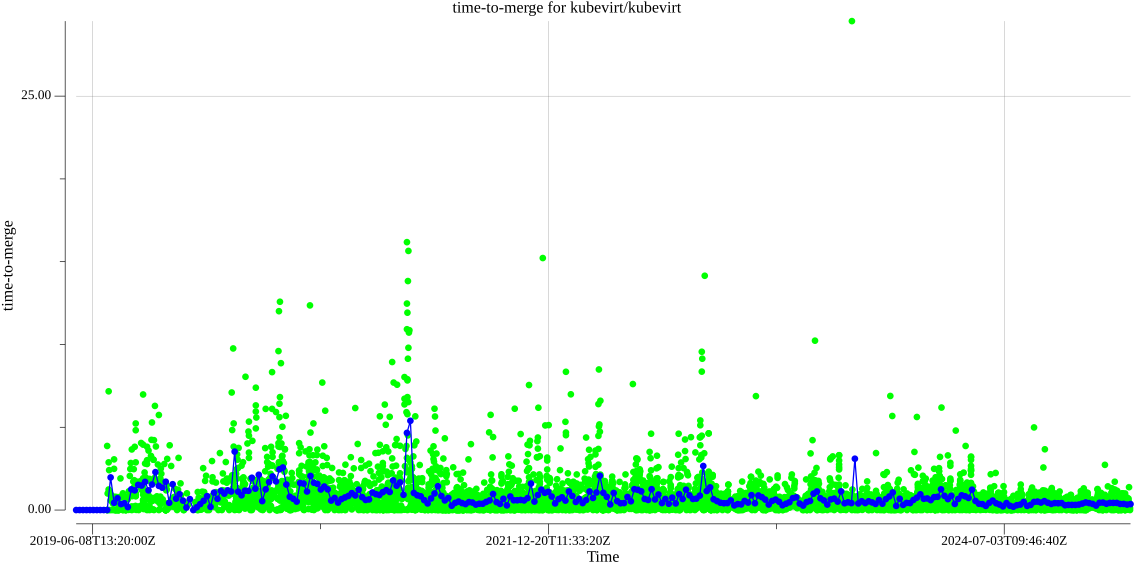 time-to-merge for kubevirt/kubevirt
25.00
time-to-merge
0.00
2019-06-08T13:20:00Z
2021-12-20T11:33:20Z
2024-07-03T09:46:40Z
Time